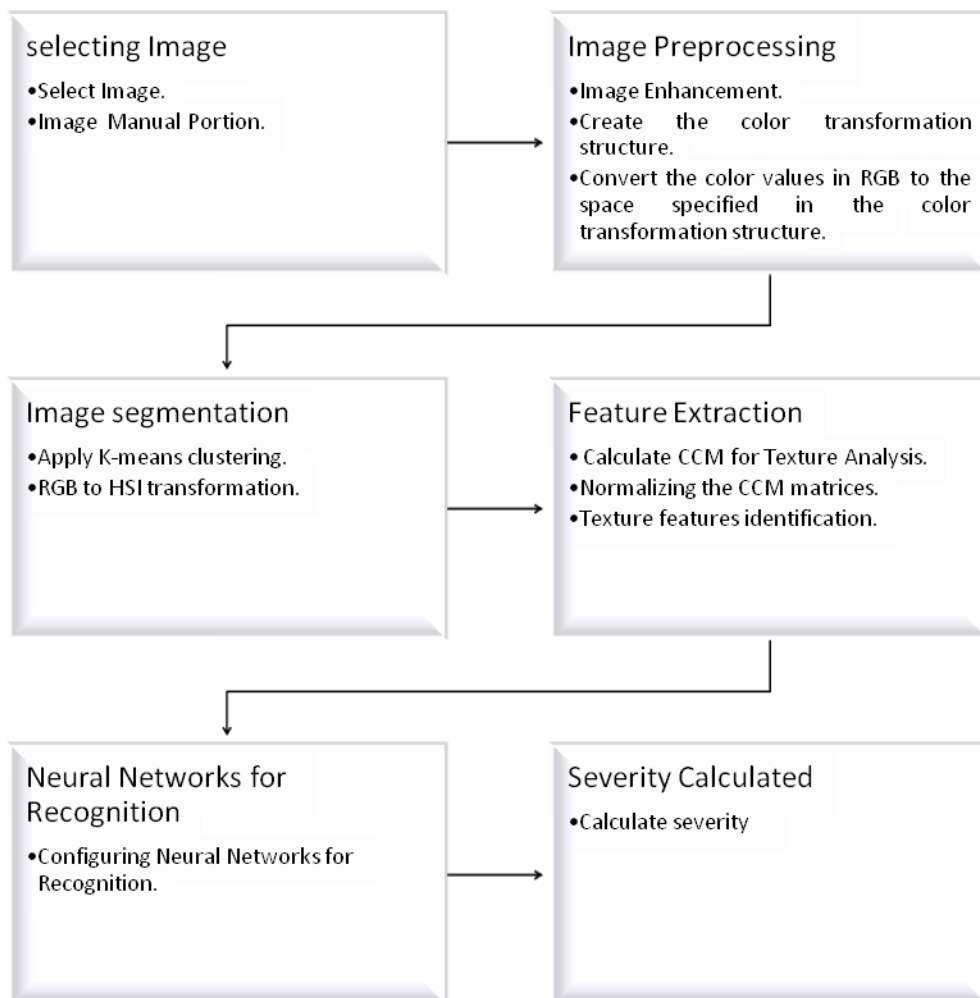 selecting Image
•Select Image.
•Image Manual Portion.
Image Preprocessing
•Image Enhancement.
•Create the color transformation
structure.
•Convert the color values in RGB to the
space specified in the color
transformation structure.
Image segmentation
•Apply K-means clustering.
•RGB to HSI transformation.
Feature Extraction
• Calculate CCM for Texture Analysis.
•Normalizing the CCM matrices.
•Texture features identification.
Neural Networks for
Recognition
•Configuring Neural Networks for
Recognition.
Severity Calculated
•Calculate severity